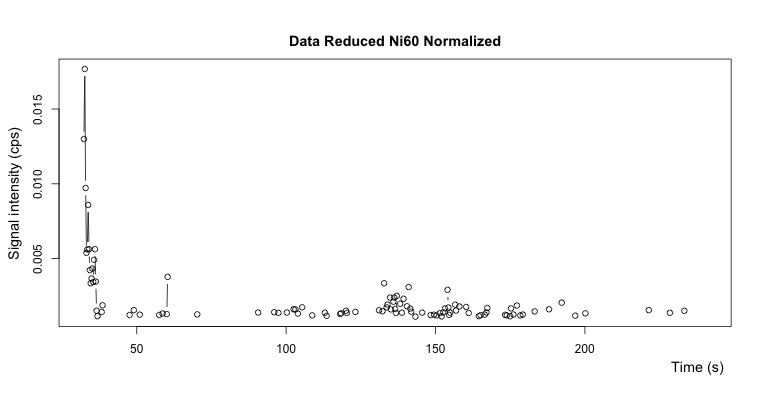 Data Reduced Ni60 Normalized
Signal intensity (cps)
0.015
0.010
0.005
50 100 150 200
Time (s)